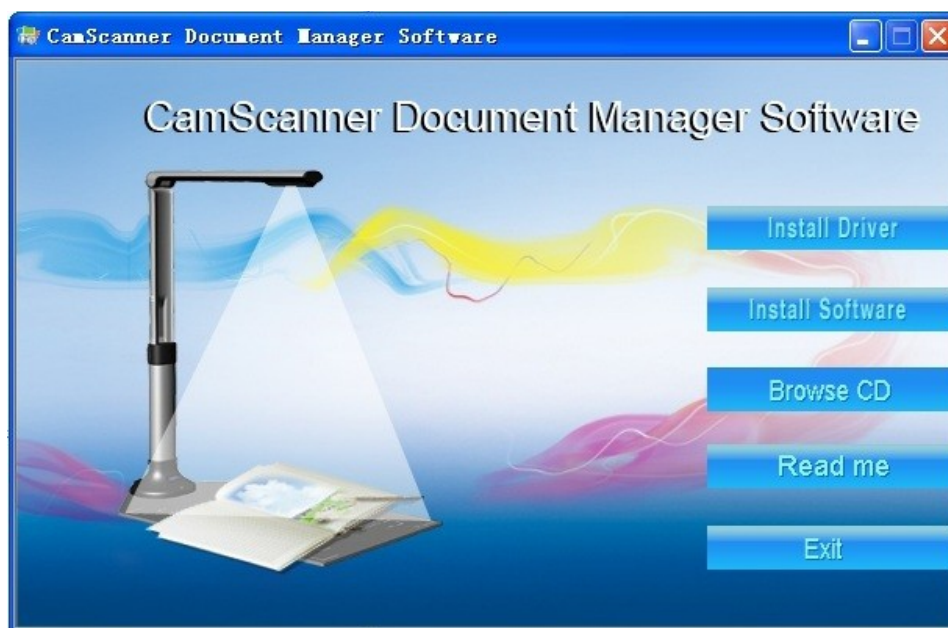 CamScanner Document Manager Software
CamScanner Document Manager Software
Install Driver
Install Software
Browse CD
Read me
Exit